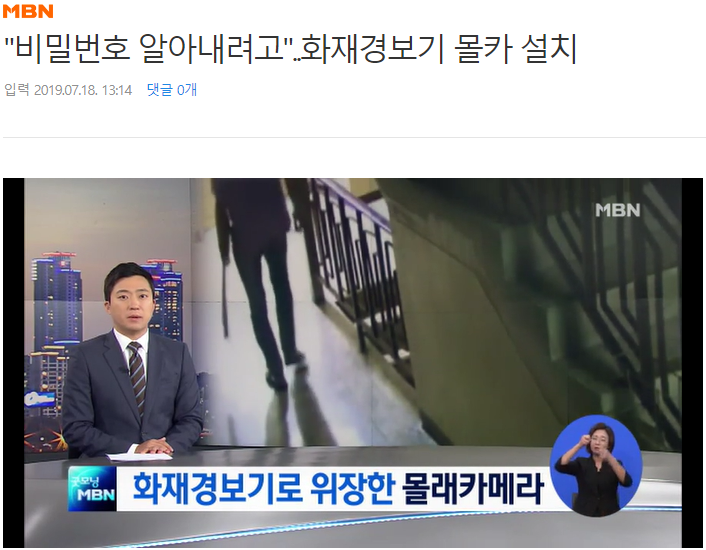 MBN
"비밀번호 알아내려고"..화재경보기 몰카 설치
입력 2019.07.18. 13:14 댓글 0개
MBN
굿모닝
MBN
화재경보기로 위장한 몰래카메라